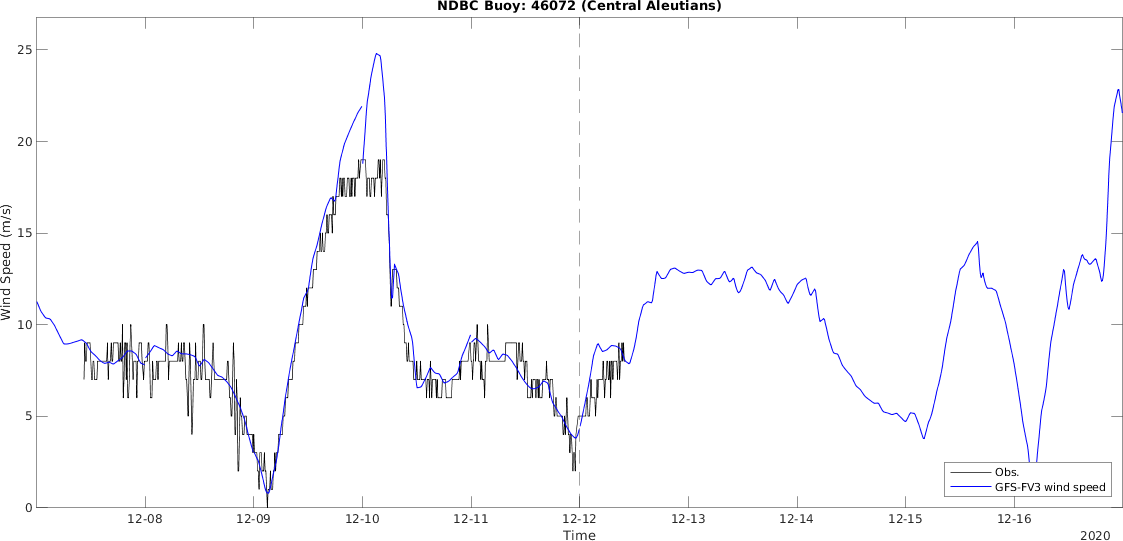 NDBC Buoy: 46072 (Central Aleutians)
25
20
15
10
5
0
Wind Speed (m/s)
12-08 12-09 12-10 12-11 12-12 12-13 12-14 12-15 12-16
Time
2020
Obs.
GFS-FV3 wind speed